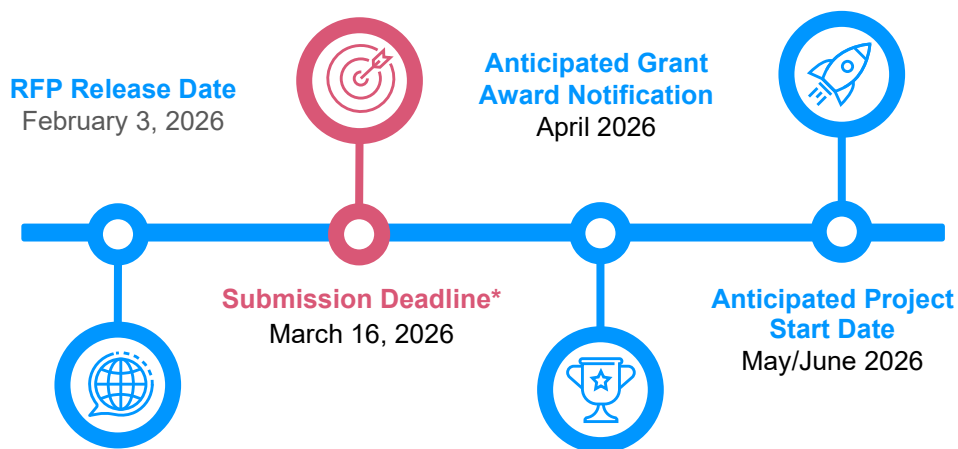 RFP Release Date
February 3, 2026
Submission Deadline*
March 16, 2026
Anticipated Grant
Award Notification
April 2026
Anticipated Project
Start Date
May/June 2026